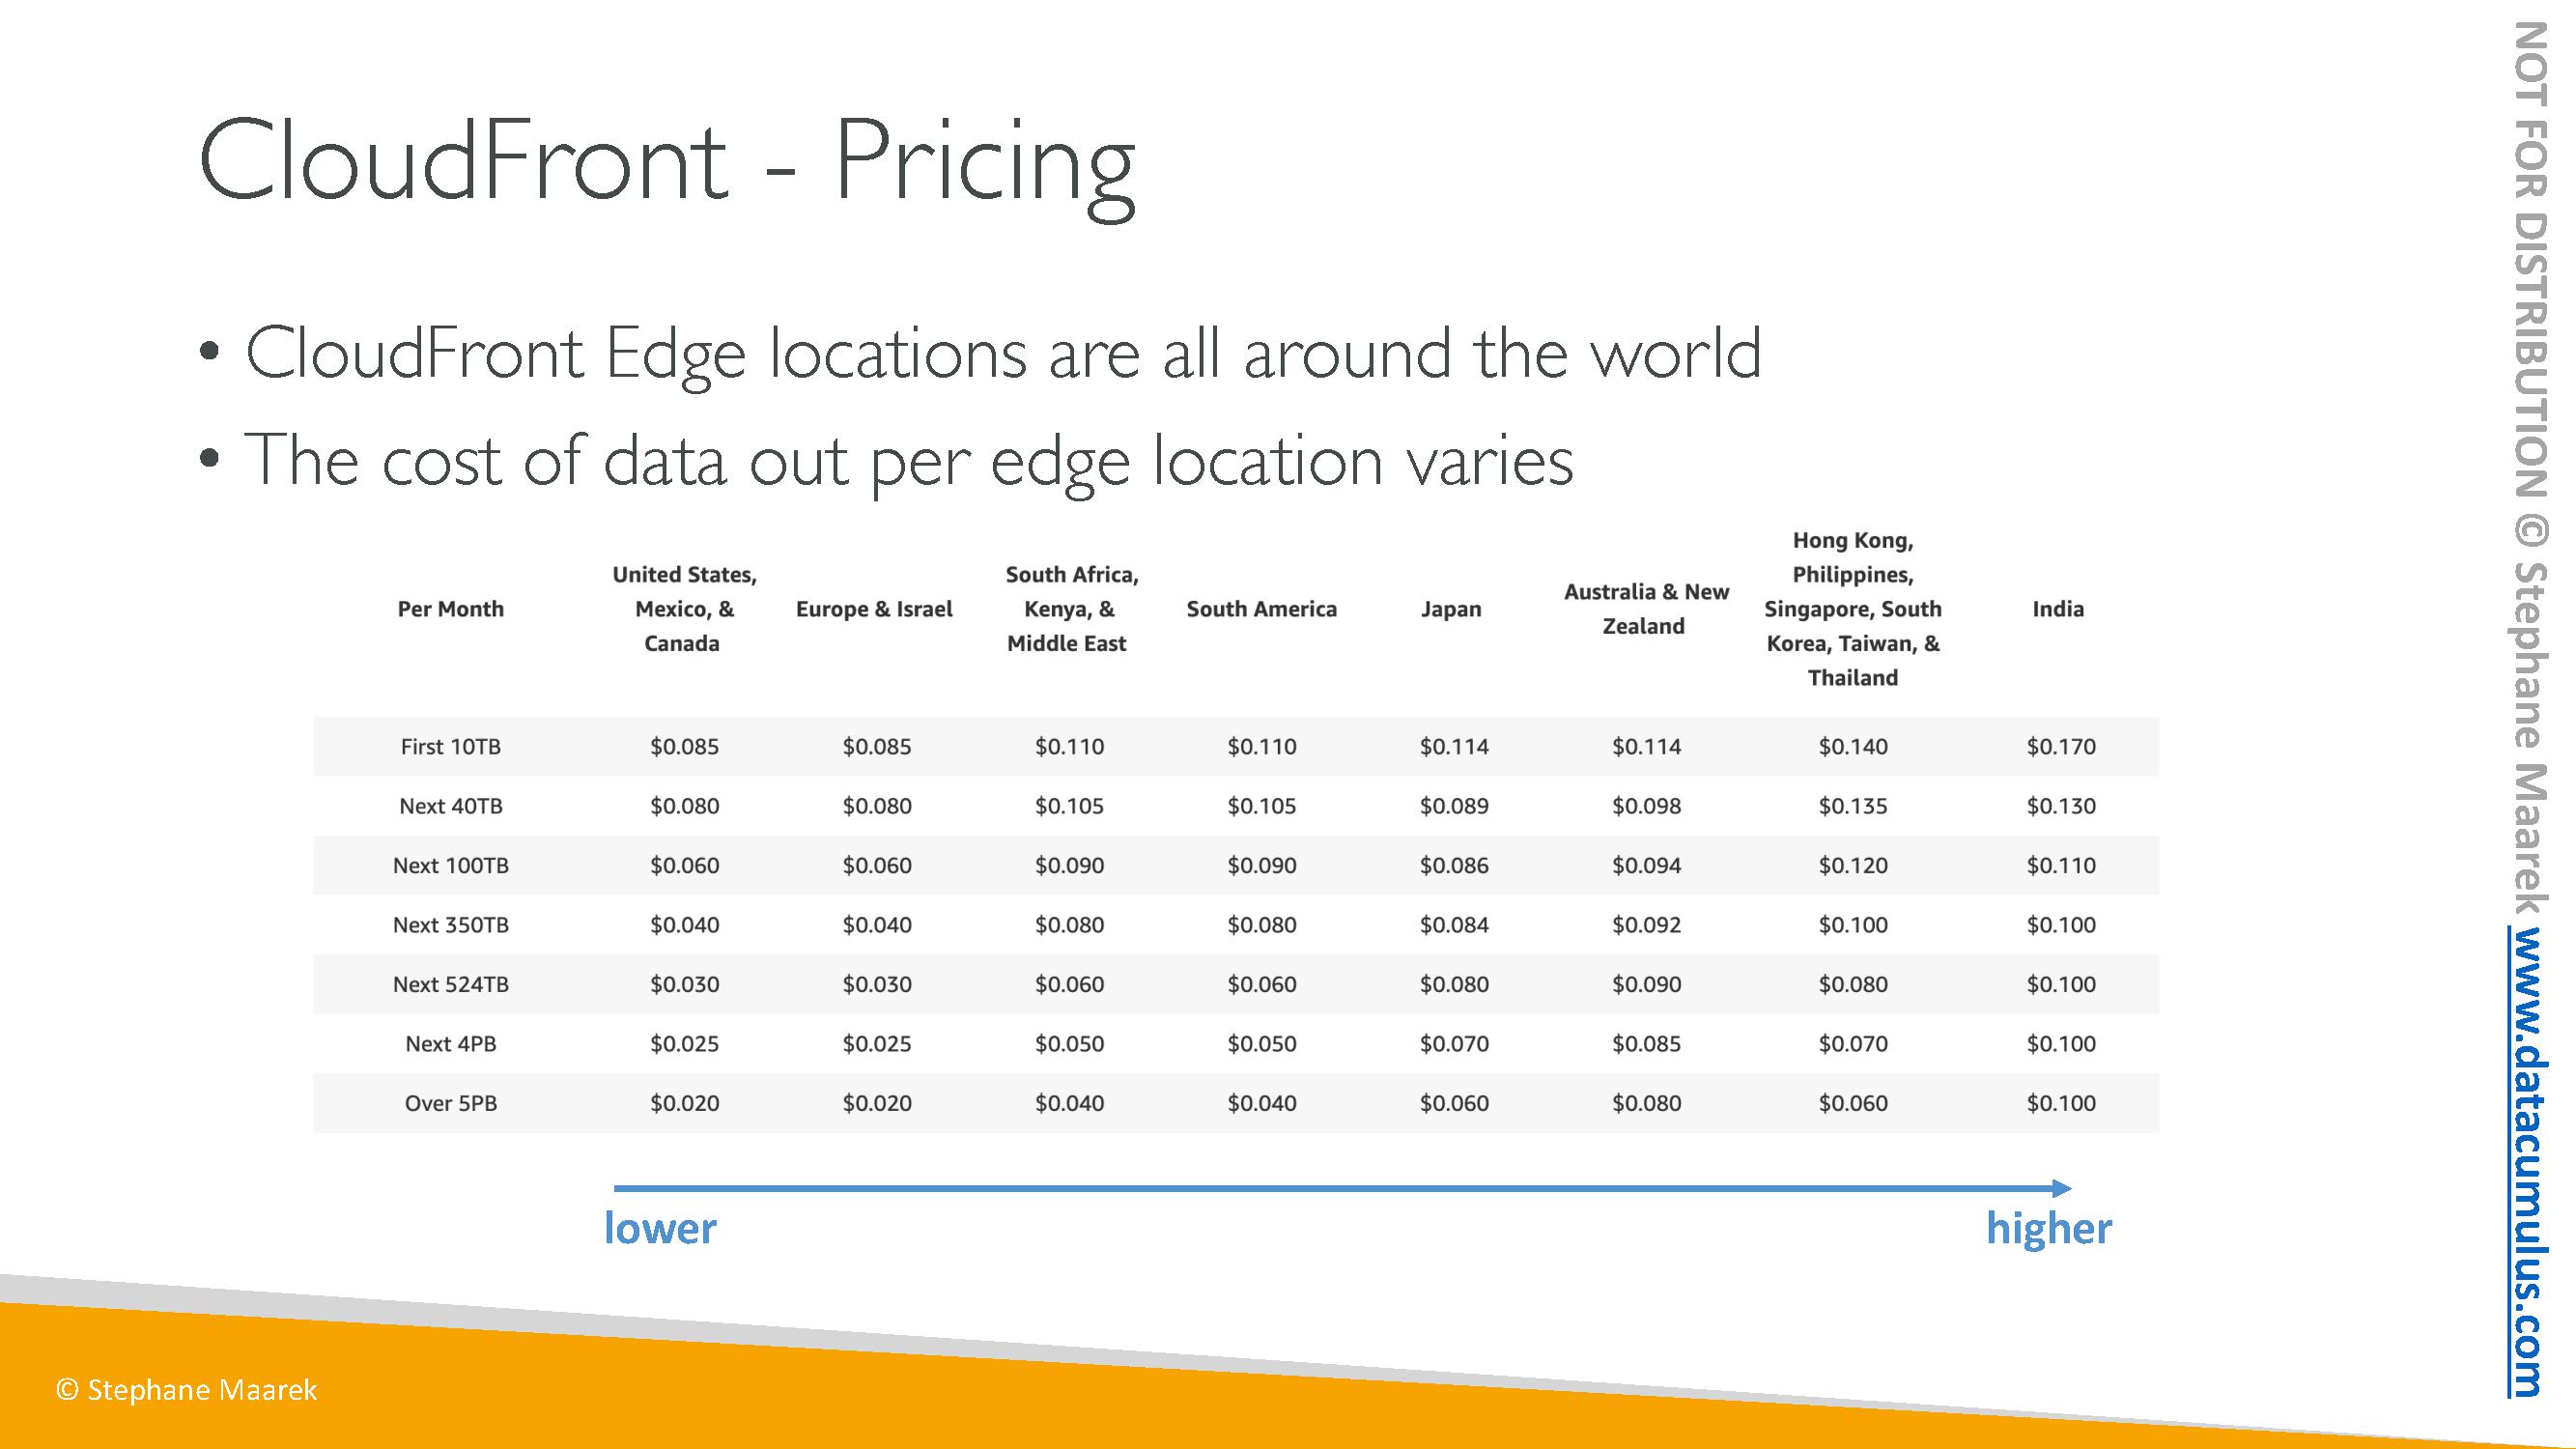 CloudFront - Pricing
• CloudFront Edge locations are all around the world
• The cost of data out per edge location varies
Per Month United States, Mexico, & Canada Europe & Israel South Africa, Kenya, & Middle East South America Japan Australia & New Zealand Hong Kong, Philippines, Singapore, South Korea, Taiwan, & Thailand India
First 10TB $0.085 $0.085 $0.110 $0.110 $0.114 $0.114 $0.140 $0.170
Next 40TB $0.080 $0.080 $0.105 $0.105 $0.089 $0.098 $0.135 $0.130
Next 100TB $0.060 $0.060 $0.090 $0.090 $0.086 $0.094 $0.120 $0.110
Next 350TB $0.040 $0.040 $0.080 $0.080 $0.084 $0.092 $0.100 $0.100
Next 524TB $0.030 $0.030 $0.060 $0.060 $0.080 $0.090 $0.080 $0.100
Next 4PB $0.025 $0.025 $0.050 $0.050 $0.070 $0.085 $0.070 $0.100
Over 5PB $0.020 $0.020 $0.040 $0.040 $0.060 $0.080 $0.060 $0.100
lower higher
© Stephane Maarek
NOT FOR DISTRIBUTION © Stephane Maarek www.datacumulus.com